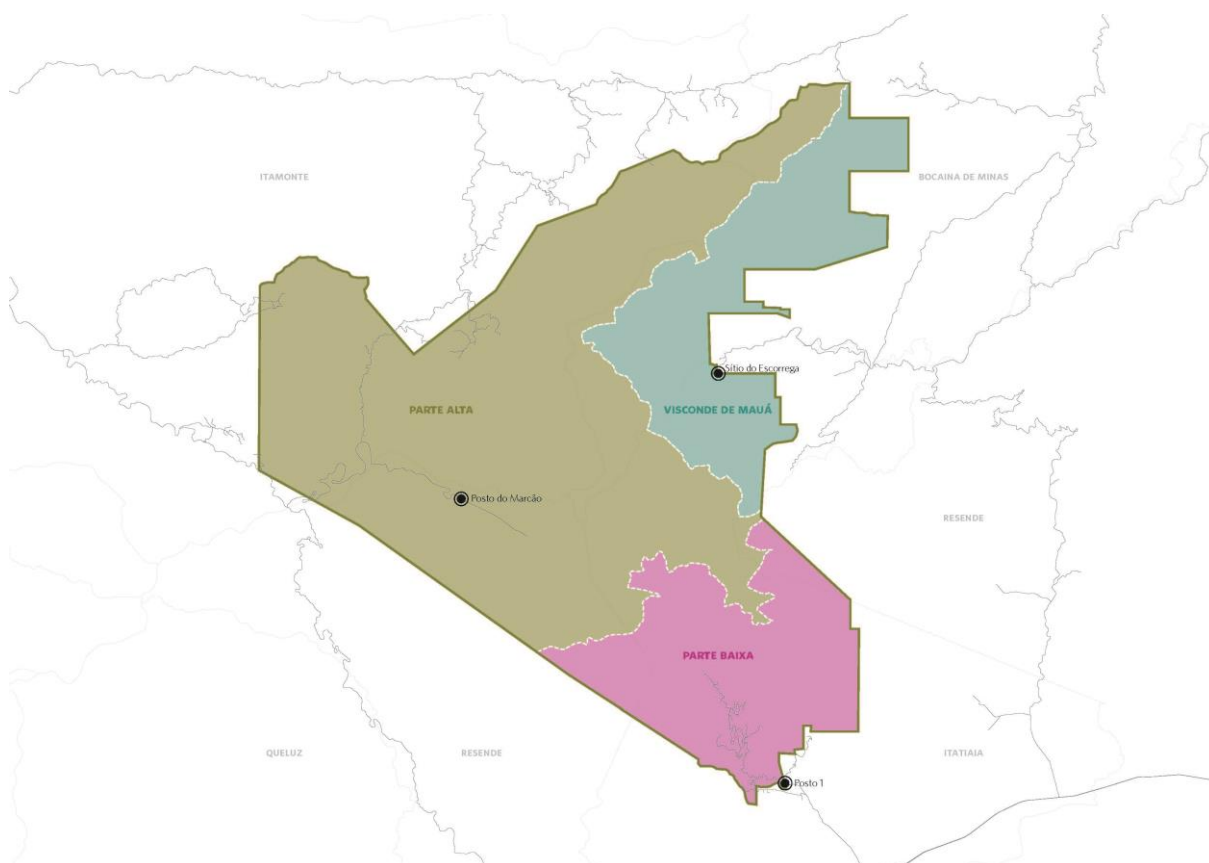 ITAMONTE
BOCAINA DE MINAS
Sítio do Escorrega
PARTE ALTA
VISCONDE DE MAUÁ
Posto do Marcão
RESENDE
PARTE BAIXA
QUELUZ
RESENDE
ITATIAIA
Posto 1